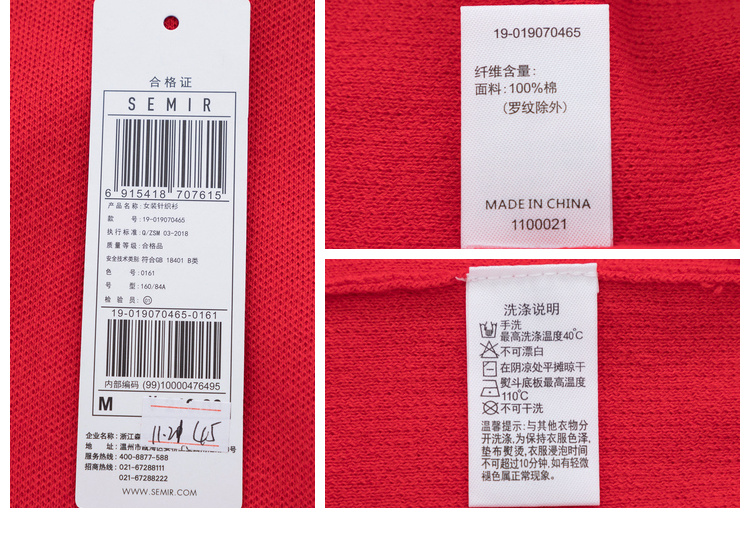 合格证
SEMIR
6 915418 707615
产品名称:女装针织衫
款 号:19-019070465
执行标准:Q/ZSM 03-2018
质量等级:合格品
安全技术类别 符合GB 18401 B类
色 号:0161
号 型:160/84A
检 验 员:01
19-019070465-0161
内部编码 (99)10000476495
M
11.21 45
企业名称:浙江森
地 址:温州市
服务热线:400-8877-588
招商热线:021-67288111
021-67288222
WWW.SEMIR.COM
19-019070465
纤维含量:
面料:100%棉
(罗纹除外)
MADE IN CHINA
1100021
洗涤说明
手洗
最高洗涤温度40℃
不可漂白
在阴凉处平摊晾干
熨斗底板最高温度
110℃
不可干洗
温馨提示:与其他衣物分
开洗涤,为保持衣服色泽,
垫布熨烫,衣服浸泡时间
不可超过10分钟,如有轻微
褪色属正常现象。